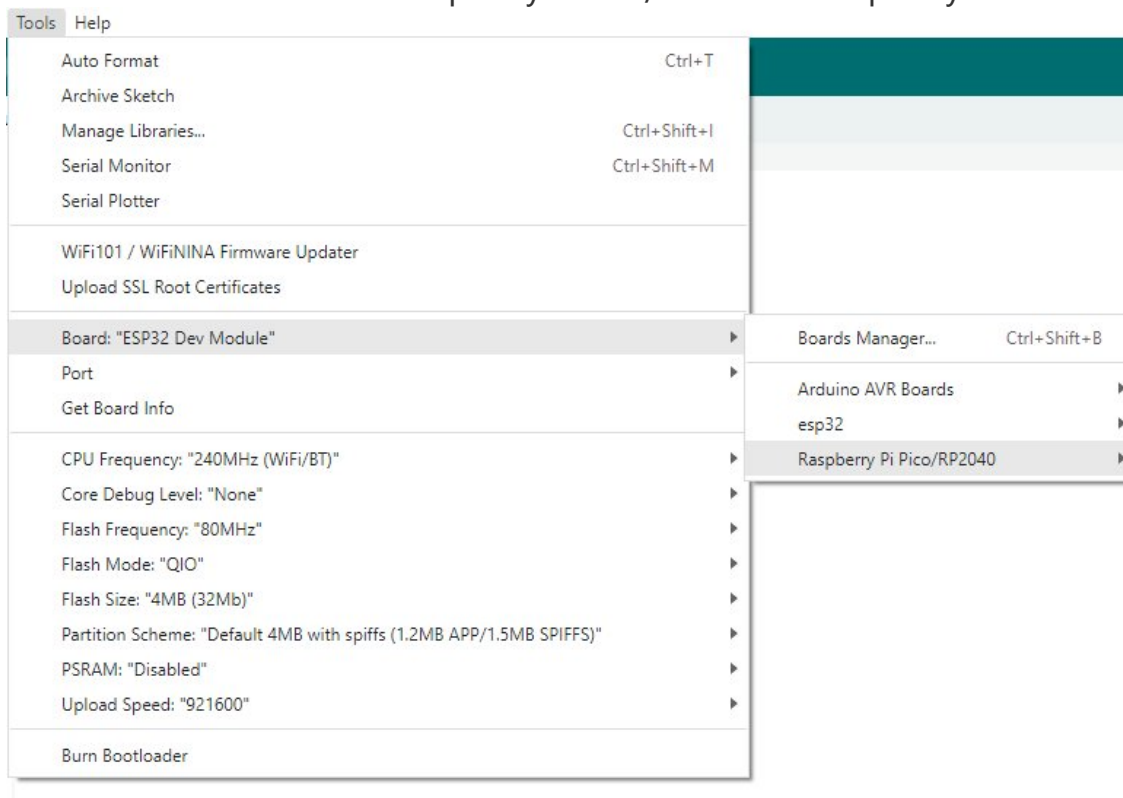 Tools Help
Auto Format Ctrl+T
Archive Sketch
Manage Libraries... Ctrl+Shift+I
Serial Monitor Ctrl+Shift+M
Serial Plotter
WiFi101 / WiFiNINA Firmware Updater
Upload SSL Root Certificates
Board: "ESP32 Dev Module"
Port
Get Board Info
CPU Frequency: "240MHz (WiFi/BT)"
Core Debug Level: "None"
Flash Frequency: "80MHz"
Flash Mode: "QIO"
Flash Size: "4MB (32Mb)"
Partition Scheme: "Default 4MB with spiffs (1.2MB APP/1.5MB SPIFFS)"
PSRAM: "Disabled"
Upload Speed: "921600"
Burn Bootloader
Boards Manager... Ctrl+Shift+B
Arduino AVR Boards
esp32
Raspberry Pi Pico/RP2040